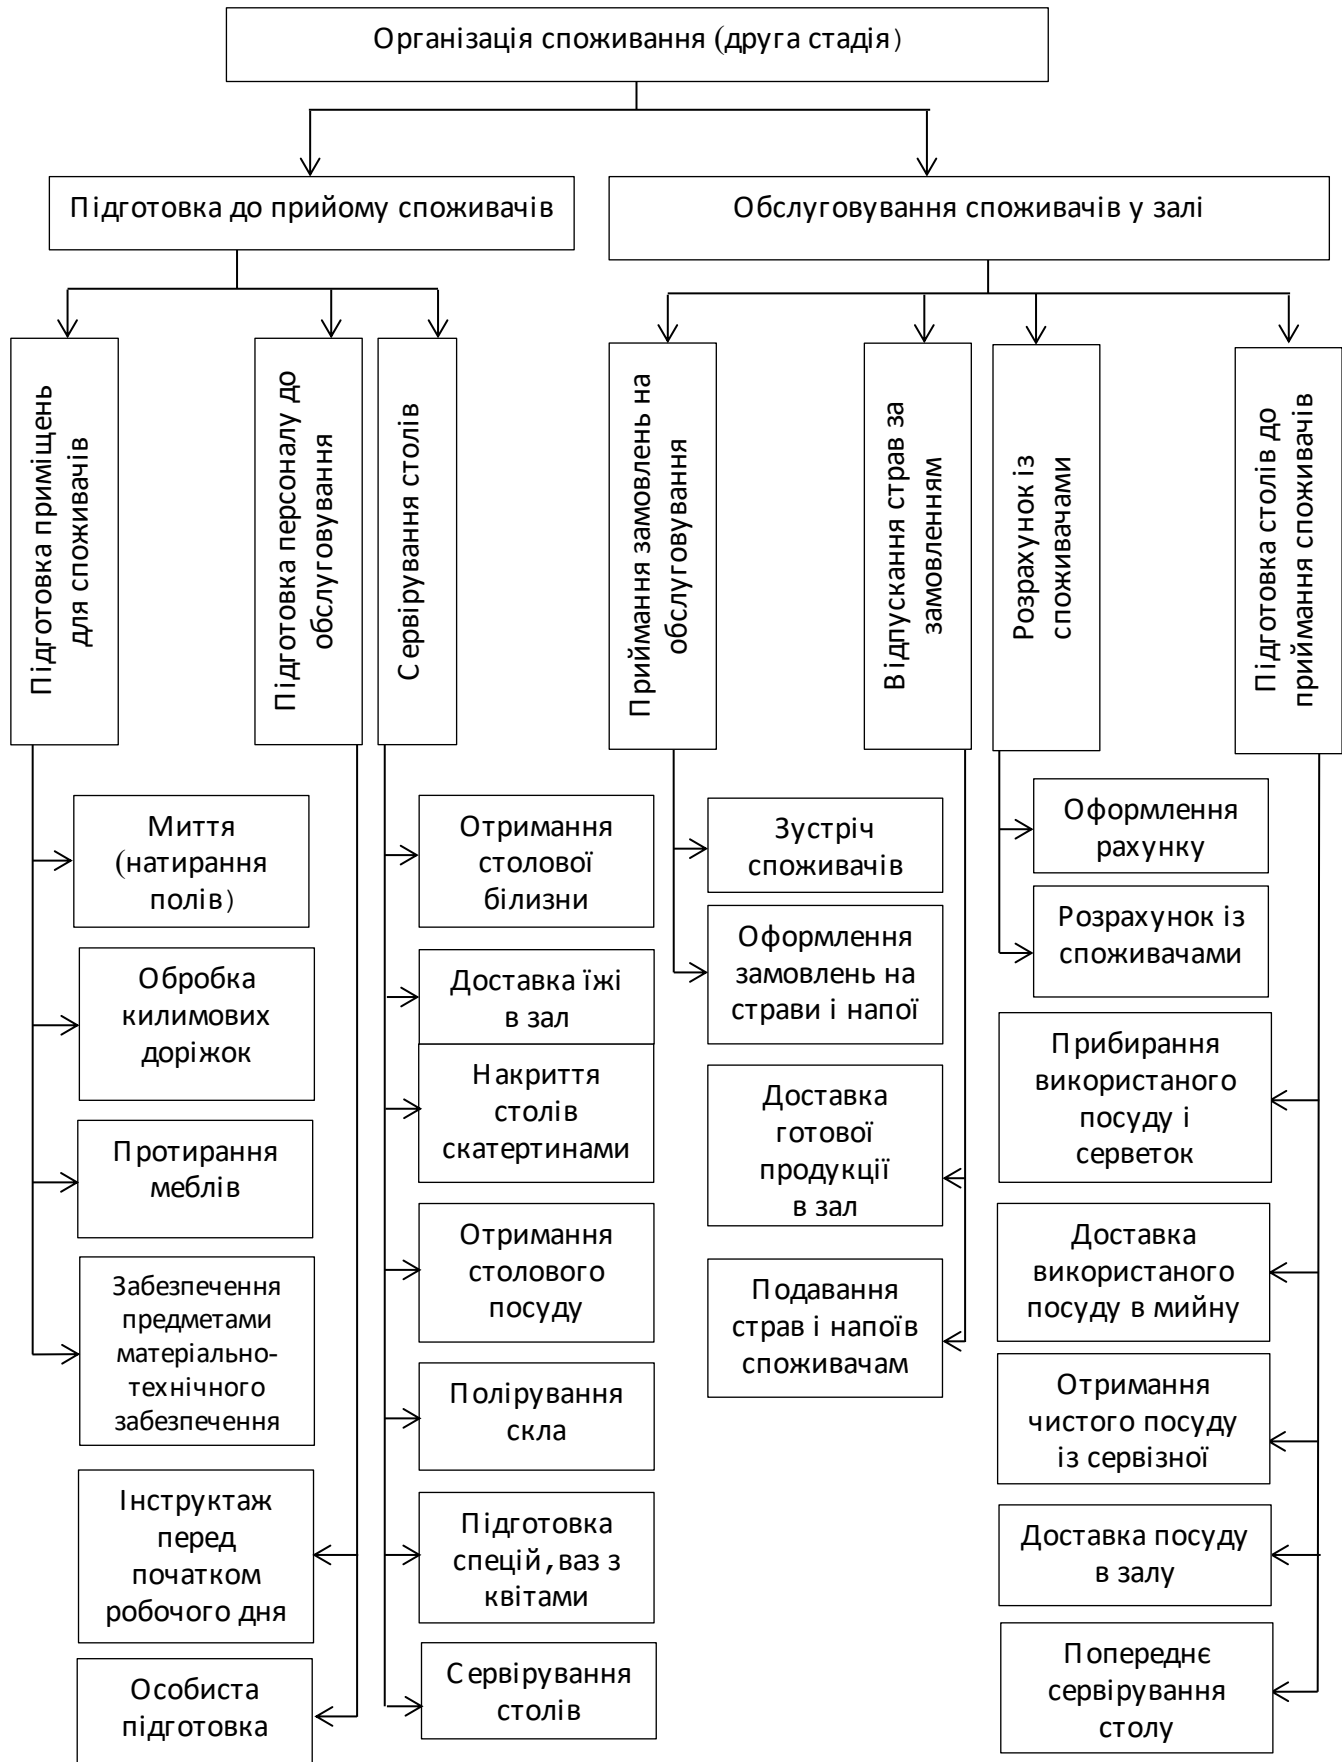 Організація споживання (друга стадія)
Підготовка до прийому споживачів
Обслуговування споживачів у залі
Підготовка приміщень
для споживачів
Підготовка персоналу до
обслуговування
Сервірування столів
Приймання замовлень на
обслуговування
Відпускання страв за
замовленням
Розрахунок із
споживачами
Підготовка столів до
приймання споживачів
Миття
(натирання
полів)
Обробка
килимових
доріжок
Протирання
меблів
Забезпечення
предметами
матеріально-
технічного
забезпечення
Інструктаж
перед
початком
робочого дня
Особиста
підготовка
Отримання
столової
білизни
Доставка їжі
в зал
Накриття
столів
скатертинами
Отримання
столового
посуду
Полірування
скла
Підготовка
спецій, ваз з
квітами
Сервірування
столів
Зустріч
споживачів
Оформлення
замовлень на
страви і напої
Доставка
готової
продукції
в зал
Подавання
страв і напоїв
споживачам
Оформлення
рахунку
Розрахунок із
споживачами
Прибирання
використаного
посуду і
серветок
Доставка
використаного
посуду в мийну
Отримання
чистого посуду
із сервізної
Доставка посуду
в залу
Попереднє
сервірування
столу